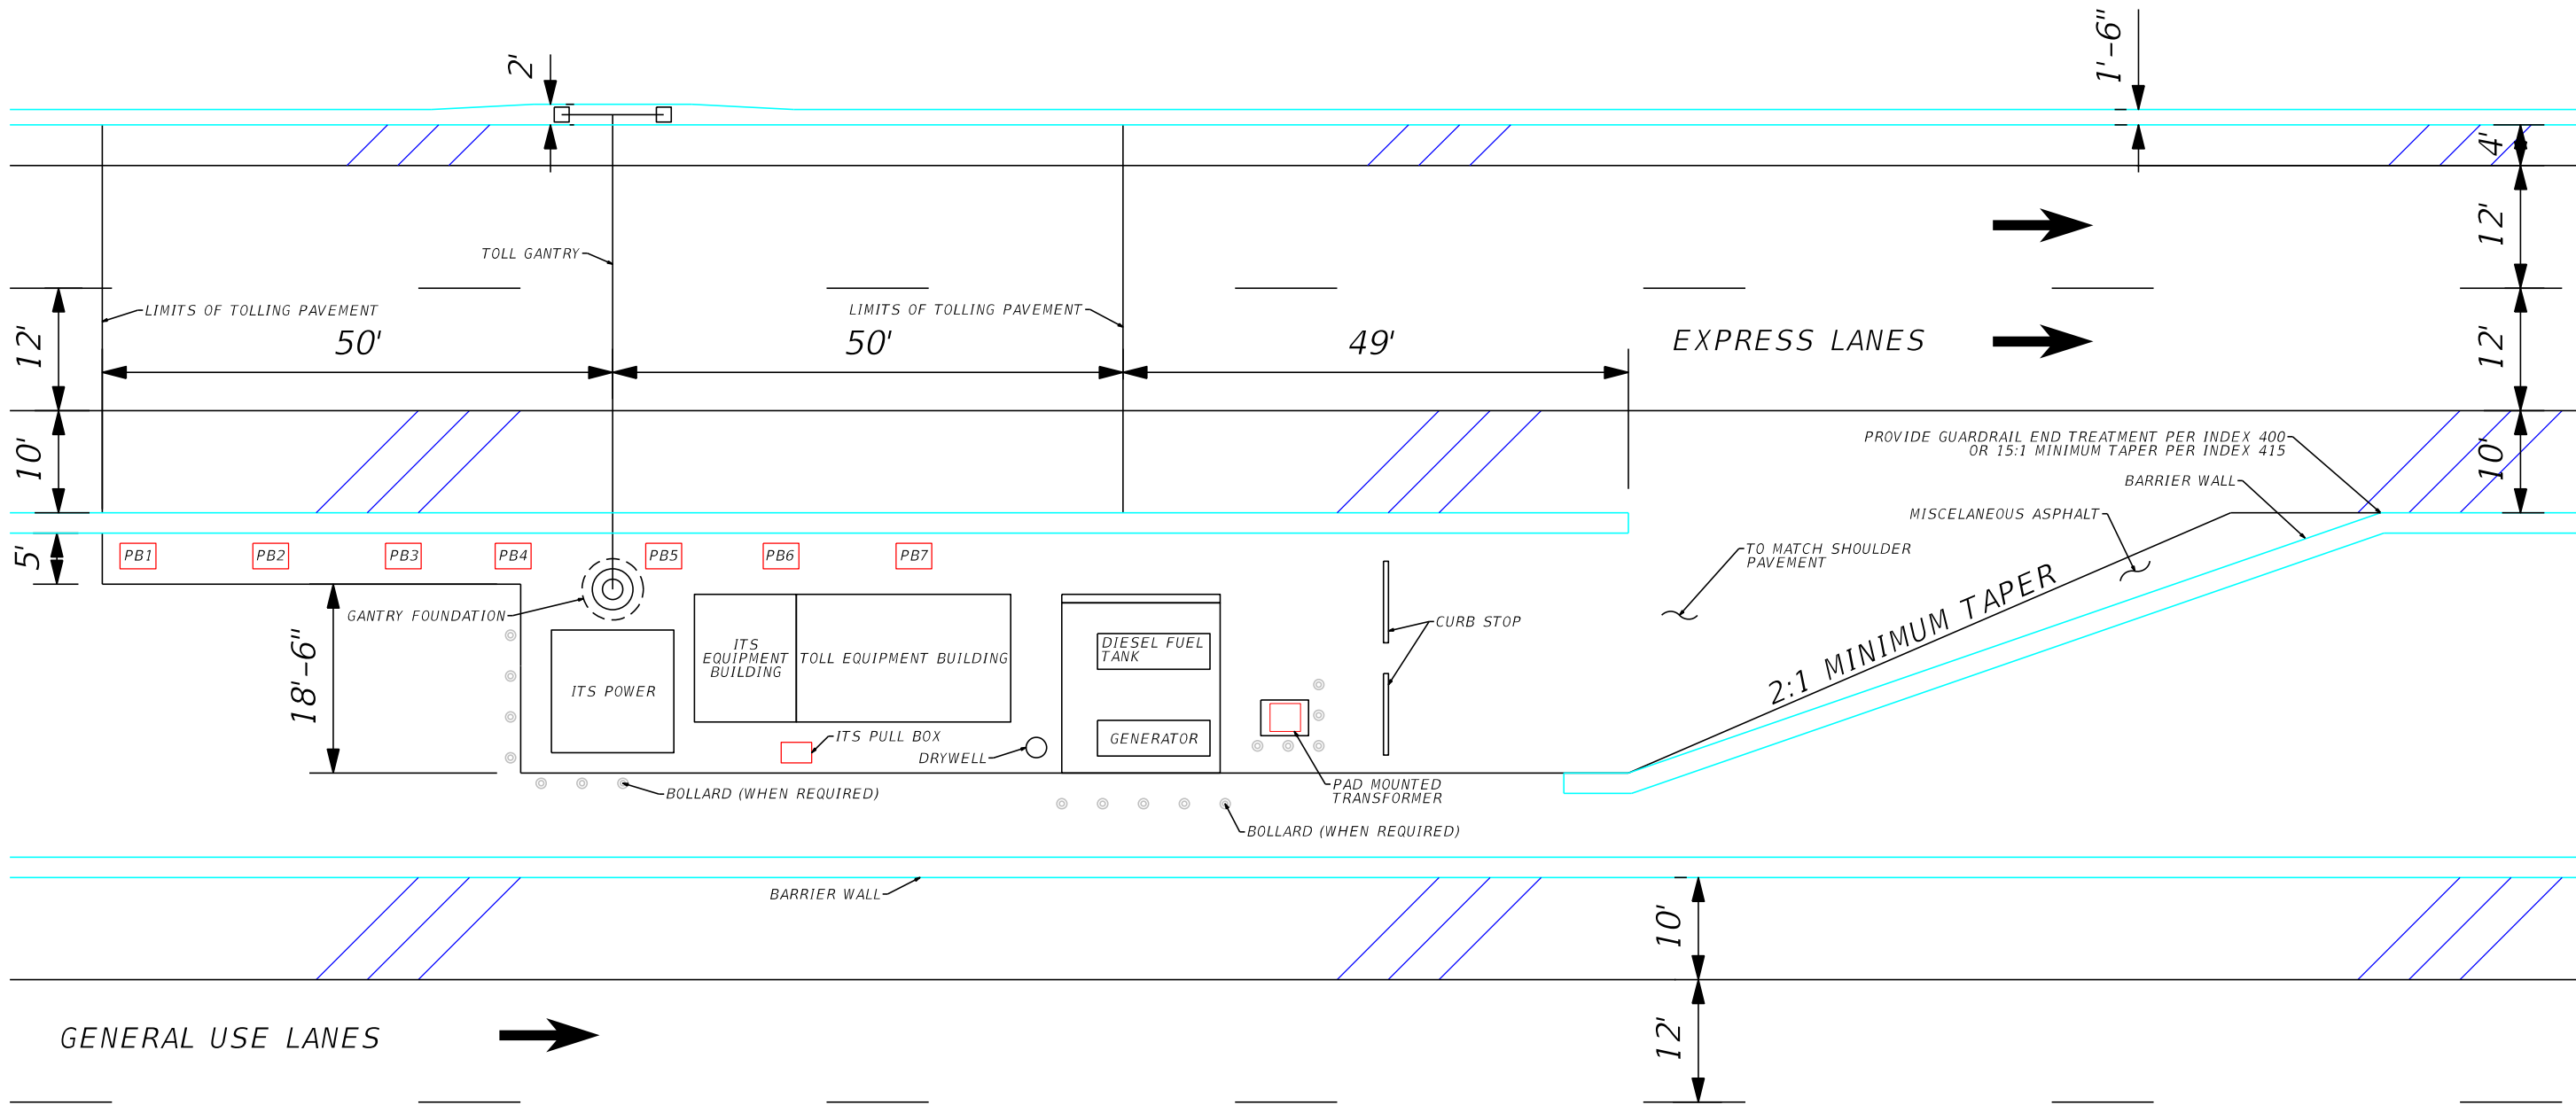 2'
1'-6"
4'
12'
TOLL GANTRY
LIMITS OF TOLLING PAVEMENT
LIMITS OF TOLLING PAVEMENT
12'
50'
50'
49'
EXPRESS LANES
12'
10'
PROVIDE GUARDRAIL END TREATMENT PER INDEX 400
OR 15:1 MINIMUM TAPER PER INDEX 415
10'
BARRIER WALL
MISCELANEOUS ASPHALT
5'
PB1
PB2
PB3
PB4
PB5
PB6
PB7
TO MATCH SHOULDER
PAVEMENT
GANTRY FOUNDATION
2:1 MINIMUM TAPER
CURB STOP
18'-6"
ITS POWER
ITS
EQUIPMENT
BUILDING
TOLL EQUIPMENT BUILDING
DIESEL FUEL
TANK
GENERATOR
ITS PULL BOX
DRYWELL
PAD MOUNTED
TRANSFORMER
BOLLARD (WHEN REQUIRED)
BOLLARD (WHEN REQUIRED)
BARRIER WALL
10'
GENERAL USE LANES
12'